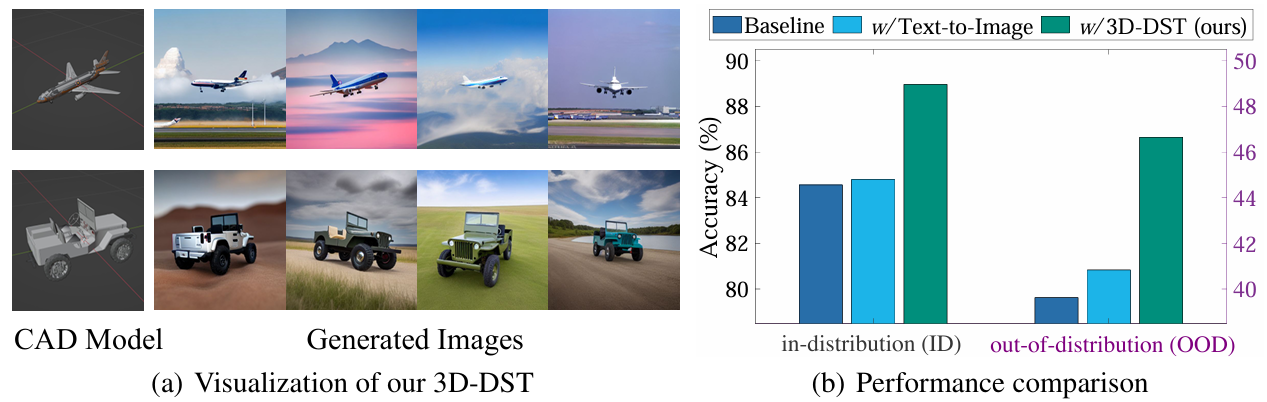 CAD Model
Generated Images
(a) Visualization of our 3D-DST
Baseline w/Text-to-Image w/3D-DST (ours)
Accuracy (%)
90
88
86
84
82
80
50
48
46
44
42
40
in-distribution (ID) out-of-distribution (OOD)
(b) Performance comparison